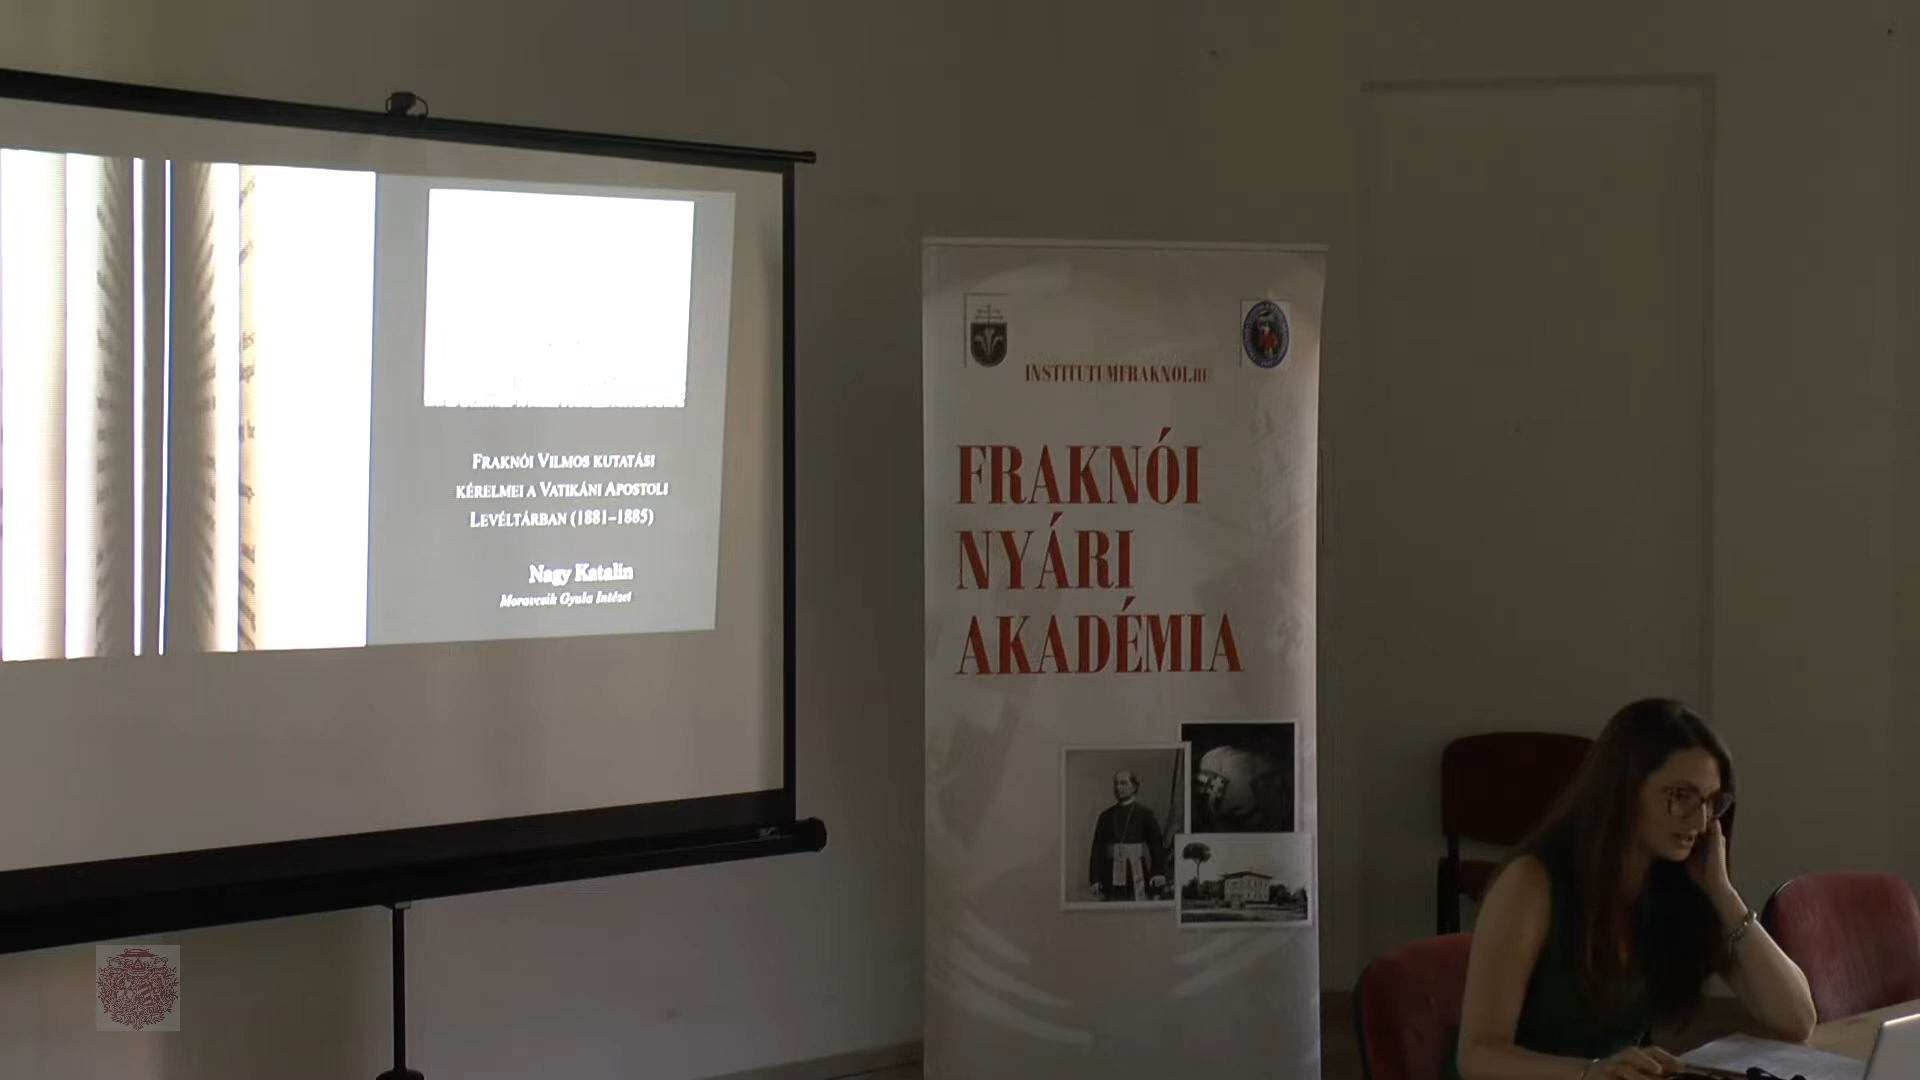 FRAKNÓI VILMOS KUTATÁSI
KÉRELMEI A VATIKÁNI APOSTOLI
LEVÉLTÁRBAN (1881–1885)
Nagy Katalin
Moravcsik Gyula Intézet
INSTITUTUMFRAKNOI.HU
FRAKNÓI
NYÁRI
AKADÉMIA